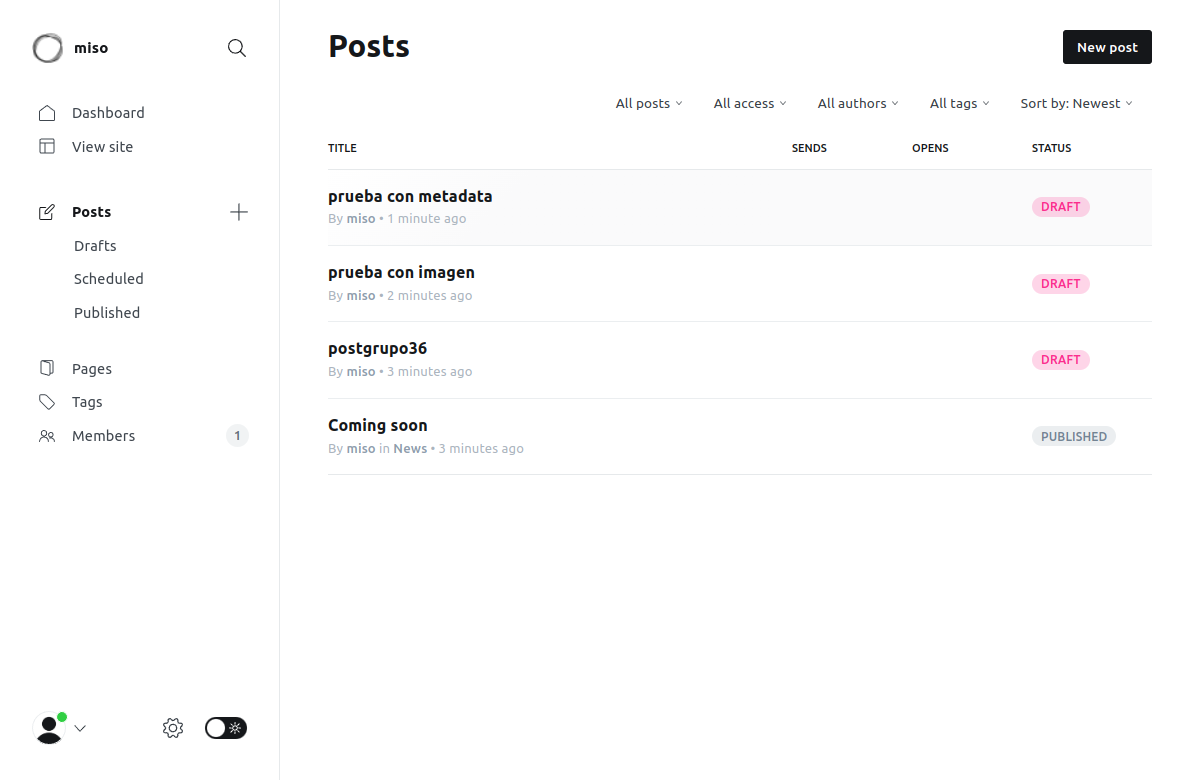 miso
Dashboard
View site
Posts
Drafts
Scheduled
Published
Pages
Tags
Members 1
Posts
New post
All posts All access All authors All tags Sort by: Newest
TITLE SENDS OPENS STATUS
prueba con metadata
By miso • 1 minute ago
DRAFT
prueba con imagen
By miso • 2 minutes ago
DRAFT
postgrupo36
By miso • 3 minutes ago
DRAFT
Coming soon
By miso in News • 3 minutes ago
PUBLISHED